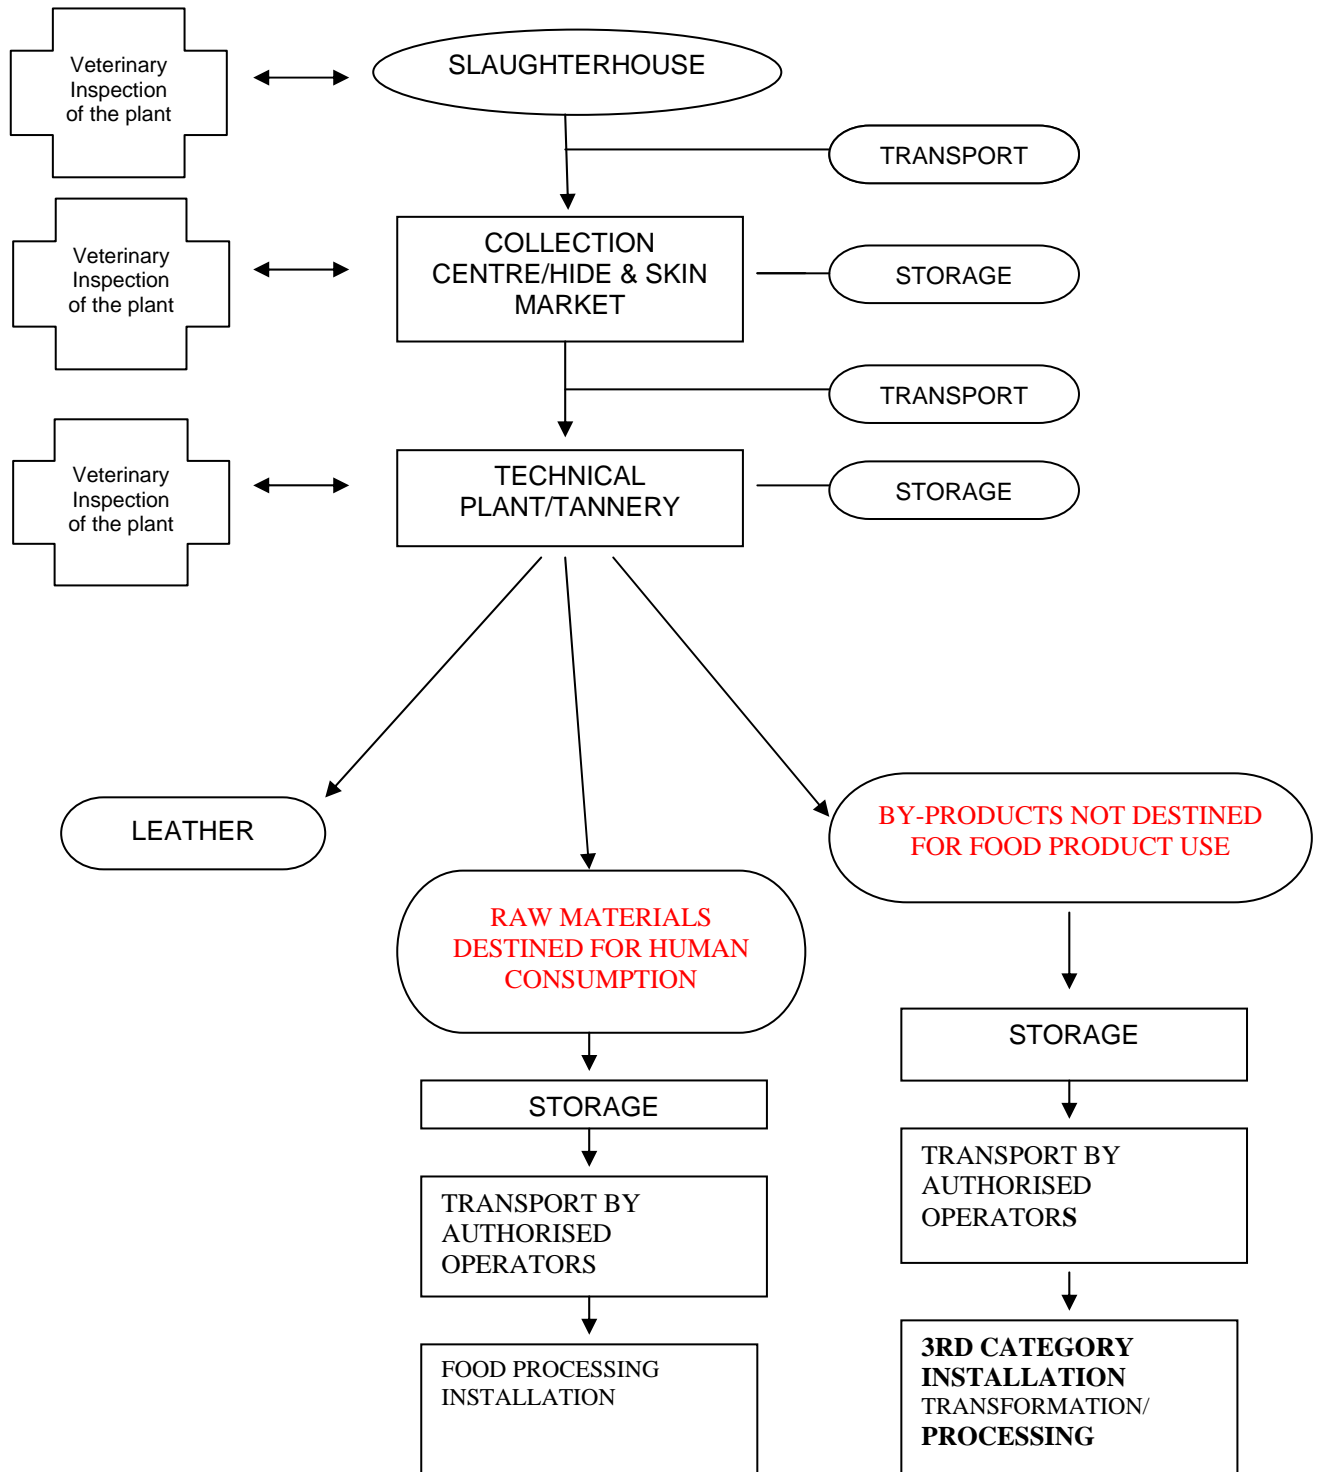 Veterinary
Inspection
of the plant
SLAUGHTERHOUSE
TRANSPORT
Veterinary
Inspection
of the plant
COLLECTION
CENTRE/HIDE & SKIN
MARKET
STORAGE
TRANSPORT
Veterinary
Inspection
of the plant
TECHNICAL
PLANT/TANNERY
STORAGE
LEATHER
BY-PRODUCTS NOT DESTINED
FOR FOOD PRODUCT USE
RAW MATERIALS
DESTINED FOR HUMAN
CONSUMPTION
STORAGE
STORAGE
TRANSPORT BY
AUTHORISED
OPERATORS
TRANSPORT BY
AUTHORISED
OPERATORS
FOOD PROCESSING
INSTALLATION
3RD CATEGORY
INSTALLATION
TRANSFORMATION/
PROCESSING